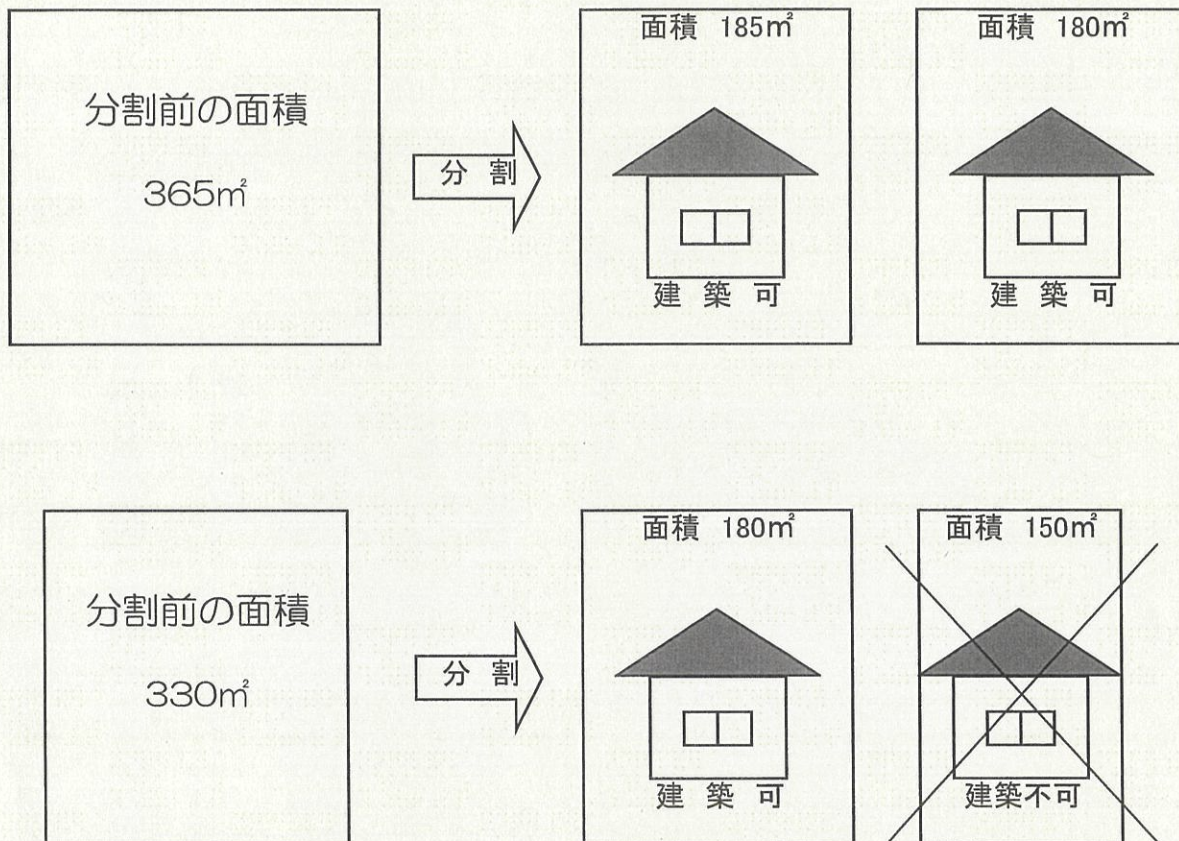 分割前の面積
365㎡
分 割
面積 185㎡
建 築 可
面積 180㎡
建 築 可
分割前の面積
330㎡
分 割
面積 180㎡
建 築 可
面積 150㎡
建築不可